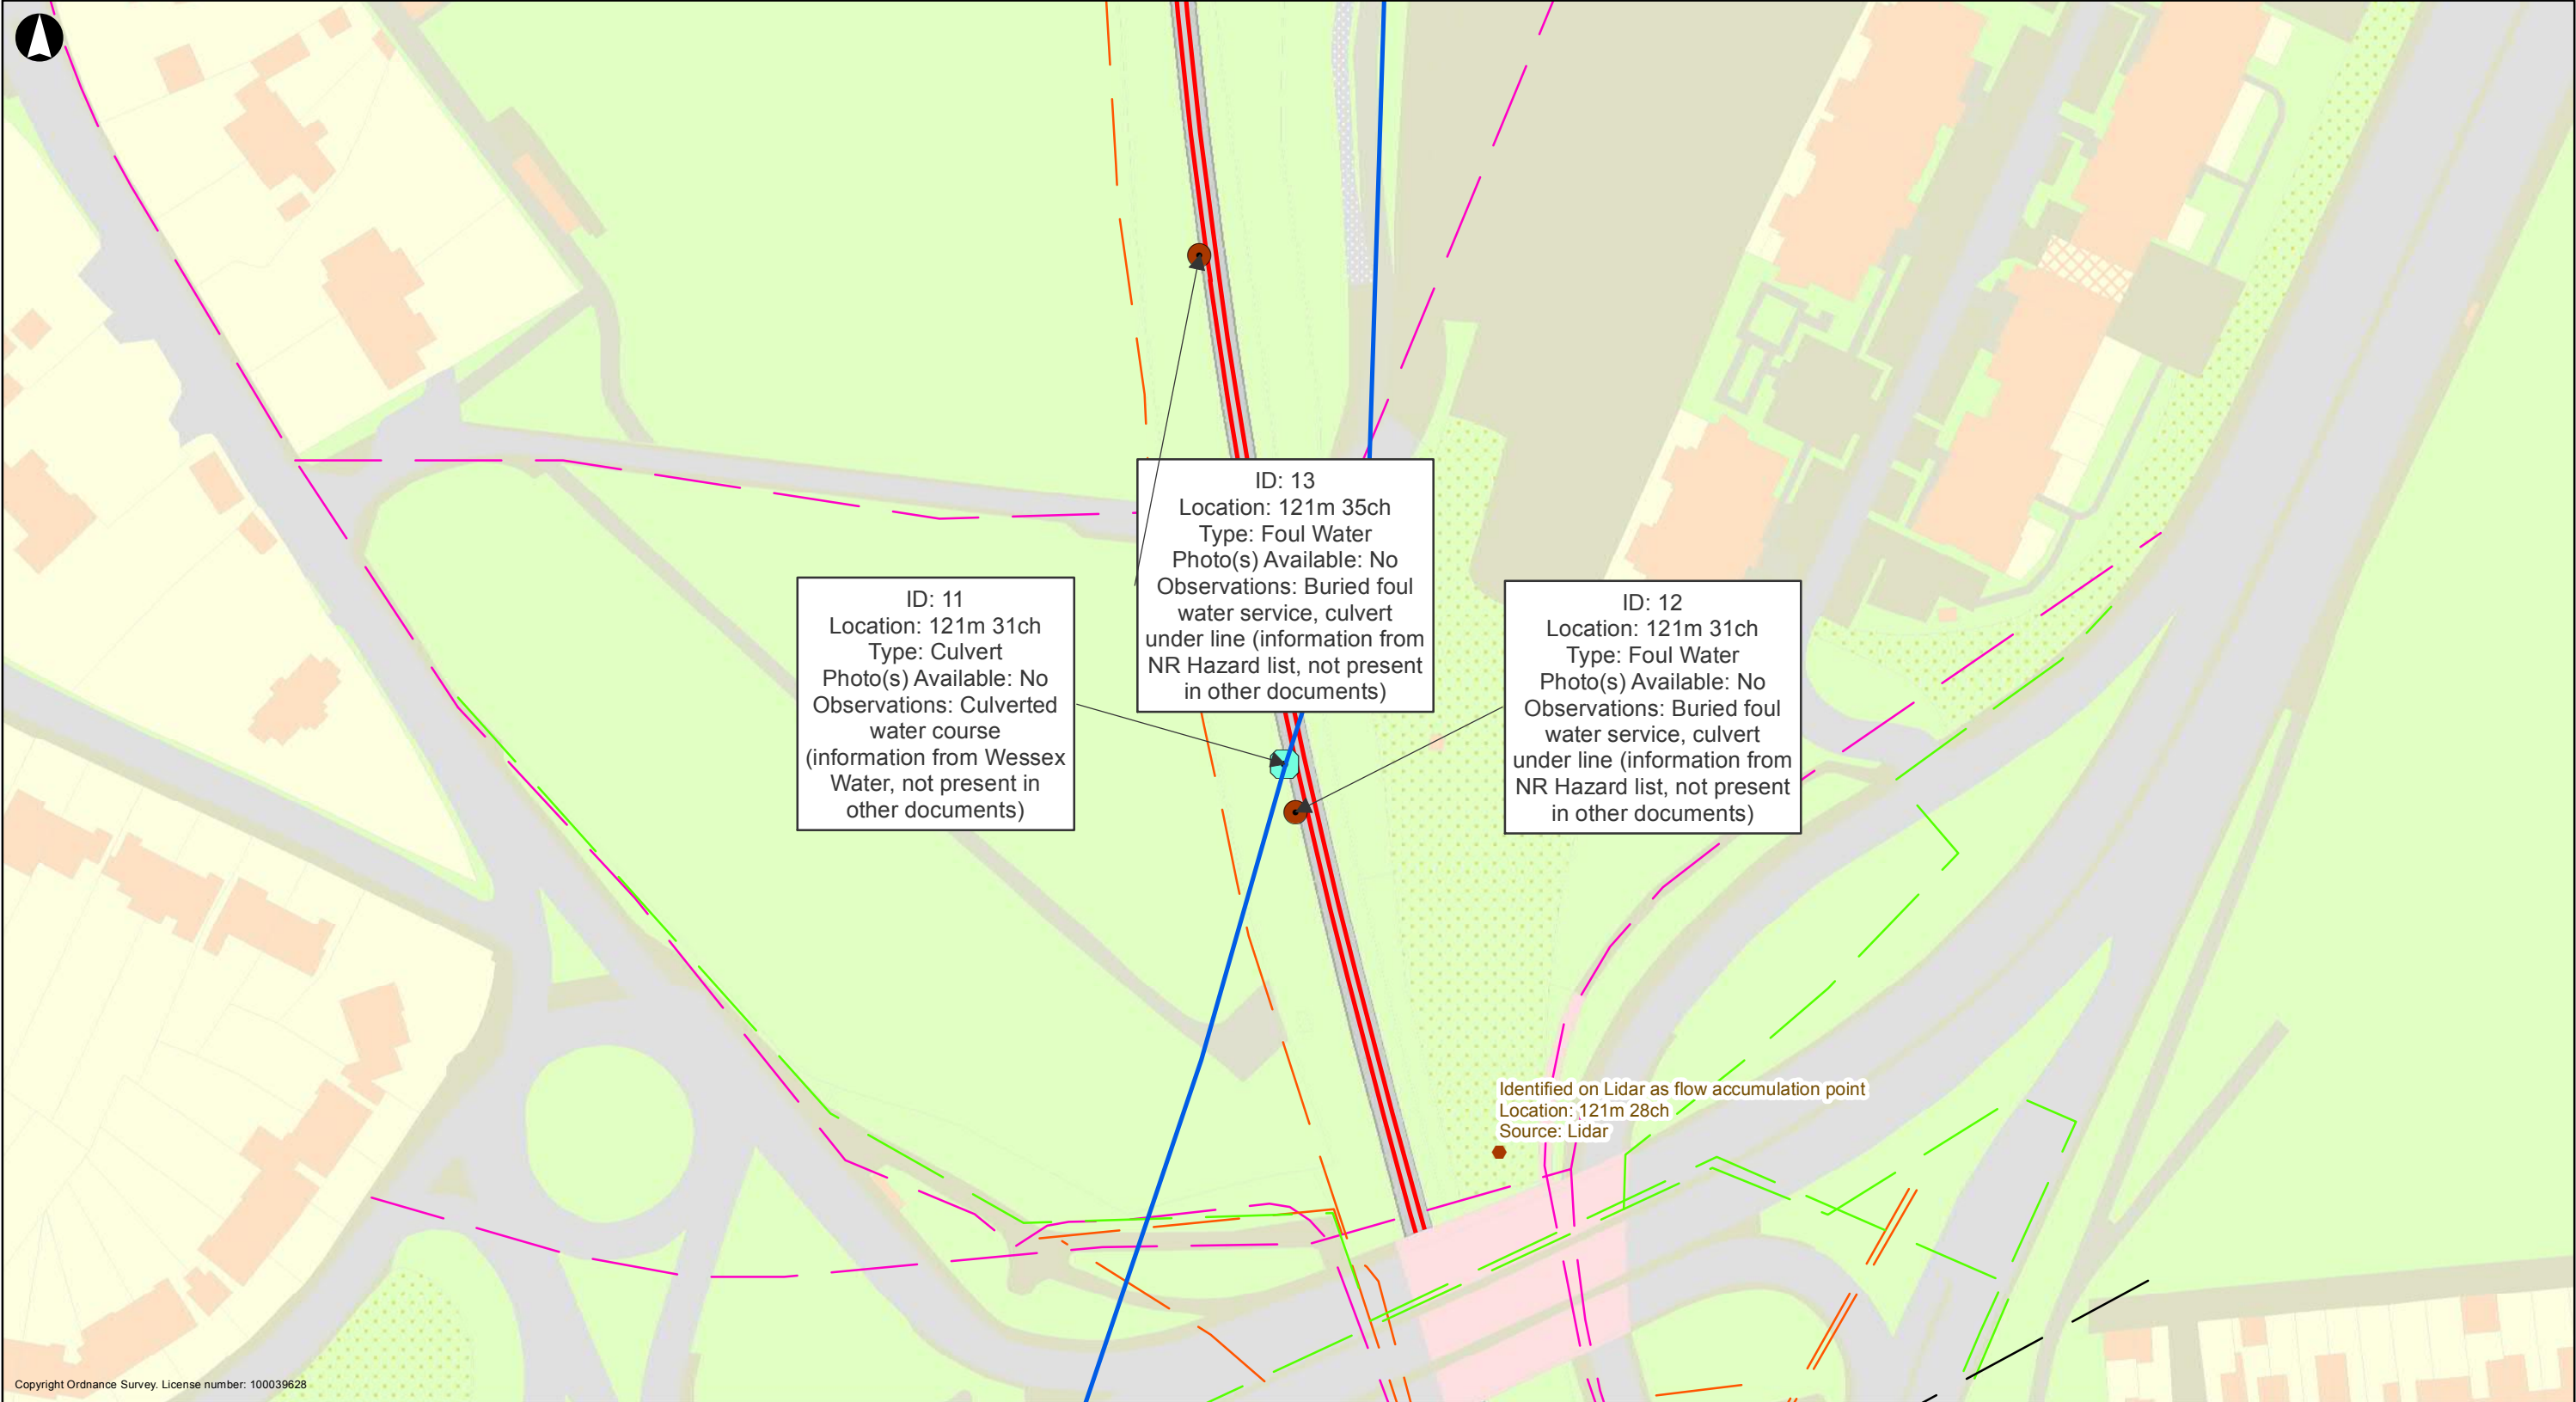 ID: 13
Location: 121m 35ch
Type: Foul Water
Photo(s) Available: No
Observations: Buried foul
water service, culvert
under line (information from
NR Hazard list, not present
in other documents)
ID: 11
Location: 121m 31ch
Type: Culvert
Photo(s) Available: No
Observations: Culverted
water course
(information from Wessex
Water, not present in
other documents)
ID: 12
Location: 121m 31ch
Type: Foul Water
Photo(s) Available: No
Observations: Buried foul
water service, culvert
under line (information from
NR Hazard list, not present
in other documents)
Identified on Lidar as flow accumulation point
Location: 121m 28ch
Source: Lidar
Copyright Ordnance Survey. License number: 100039628